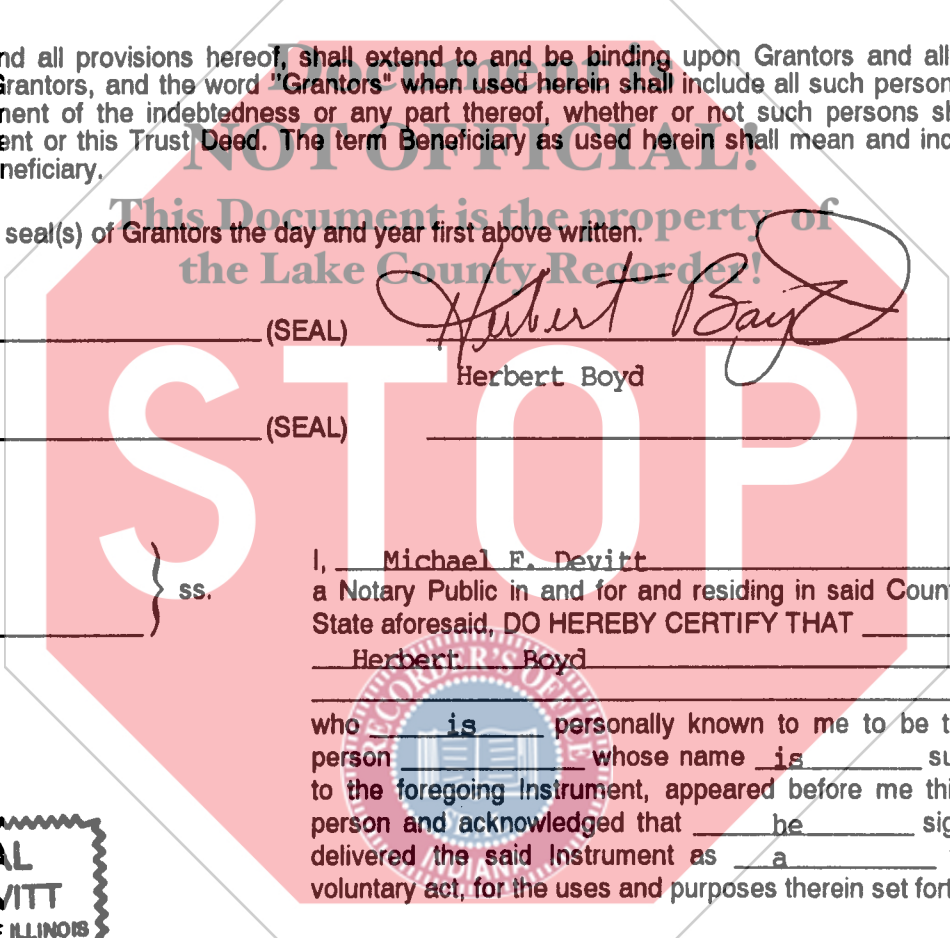 nd all provisions hereof, shall extend to and be binding upon Grantors and all
Grantors, and the word "Grantors" when used herein shall include all such person
ment of the indebtedness or any part thereof, whether or not such persons s
ent or this Trust Deed. The term Beneficiary as used herein shall mean and inc
neficiary.
Document is
NOT OFFICIAL!
This Document is the property of
the Lake County Recorder!
seal(s) of Grantors the day and year first above written.
(SEAL) Herbert Boyd
Herbert Boyd
(SEAL)
STOP
I, Michael F. Devitt
ss. a Notary Public in and for and residing in said Coun
State aforesaid, DO HEREBY CERTIFY THAT
Herbert Boyd
who is personally known to me to be t
person whose name is su
to the foregoing Instrument, appeared before me thi
person and acknowledged that he sig
delivered the said Instrument as a
voluntary act, for the uses and purposes therein set fort
RECORDER'S OFFICE
SEAL
INDIANA
AL
VITT
ILLINOIS